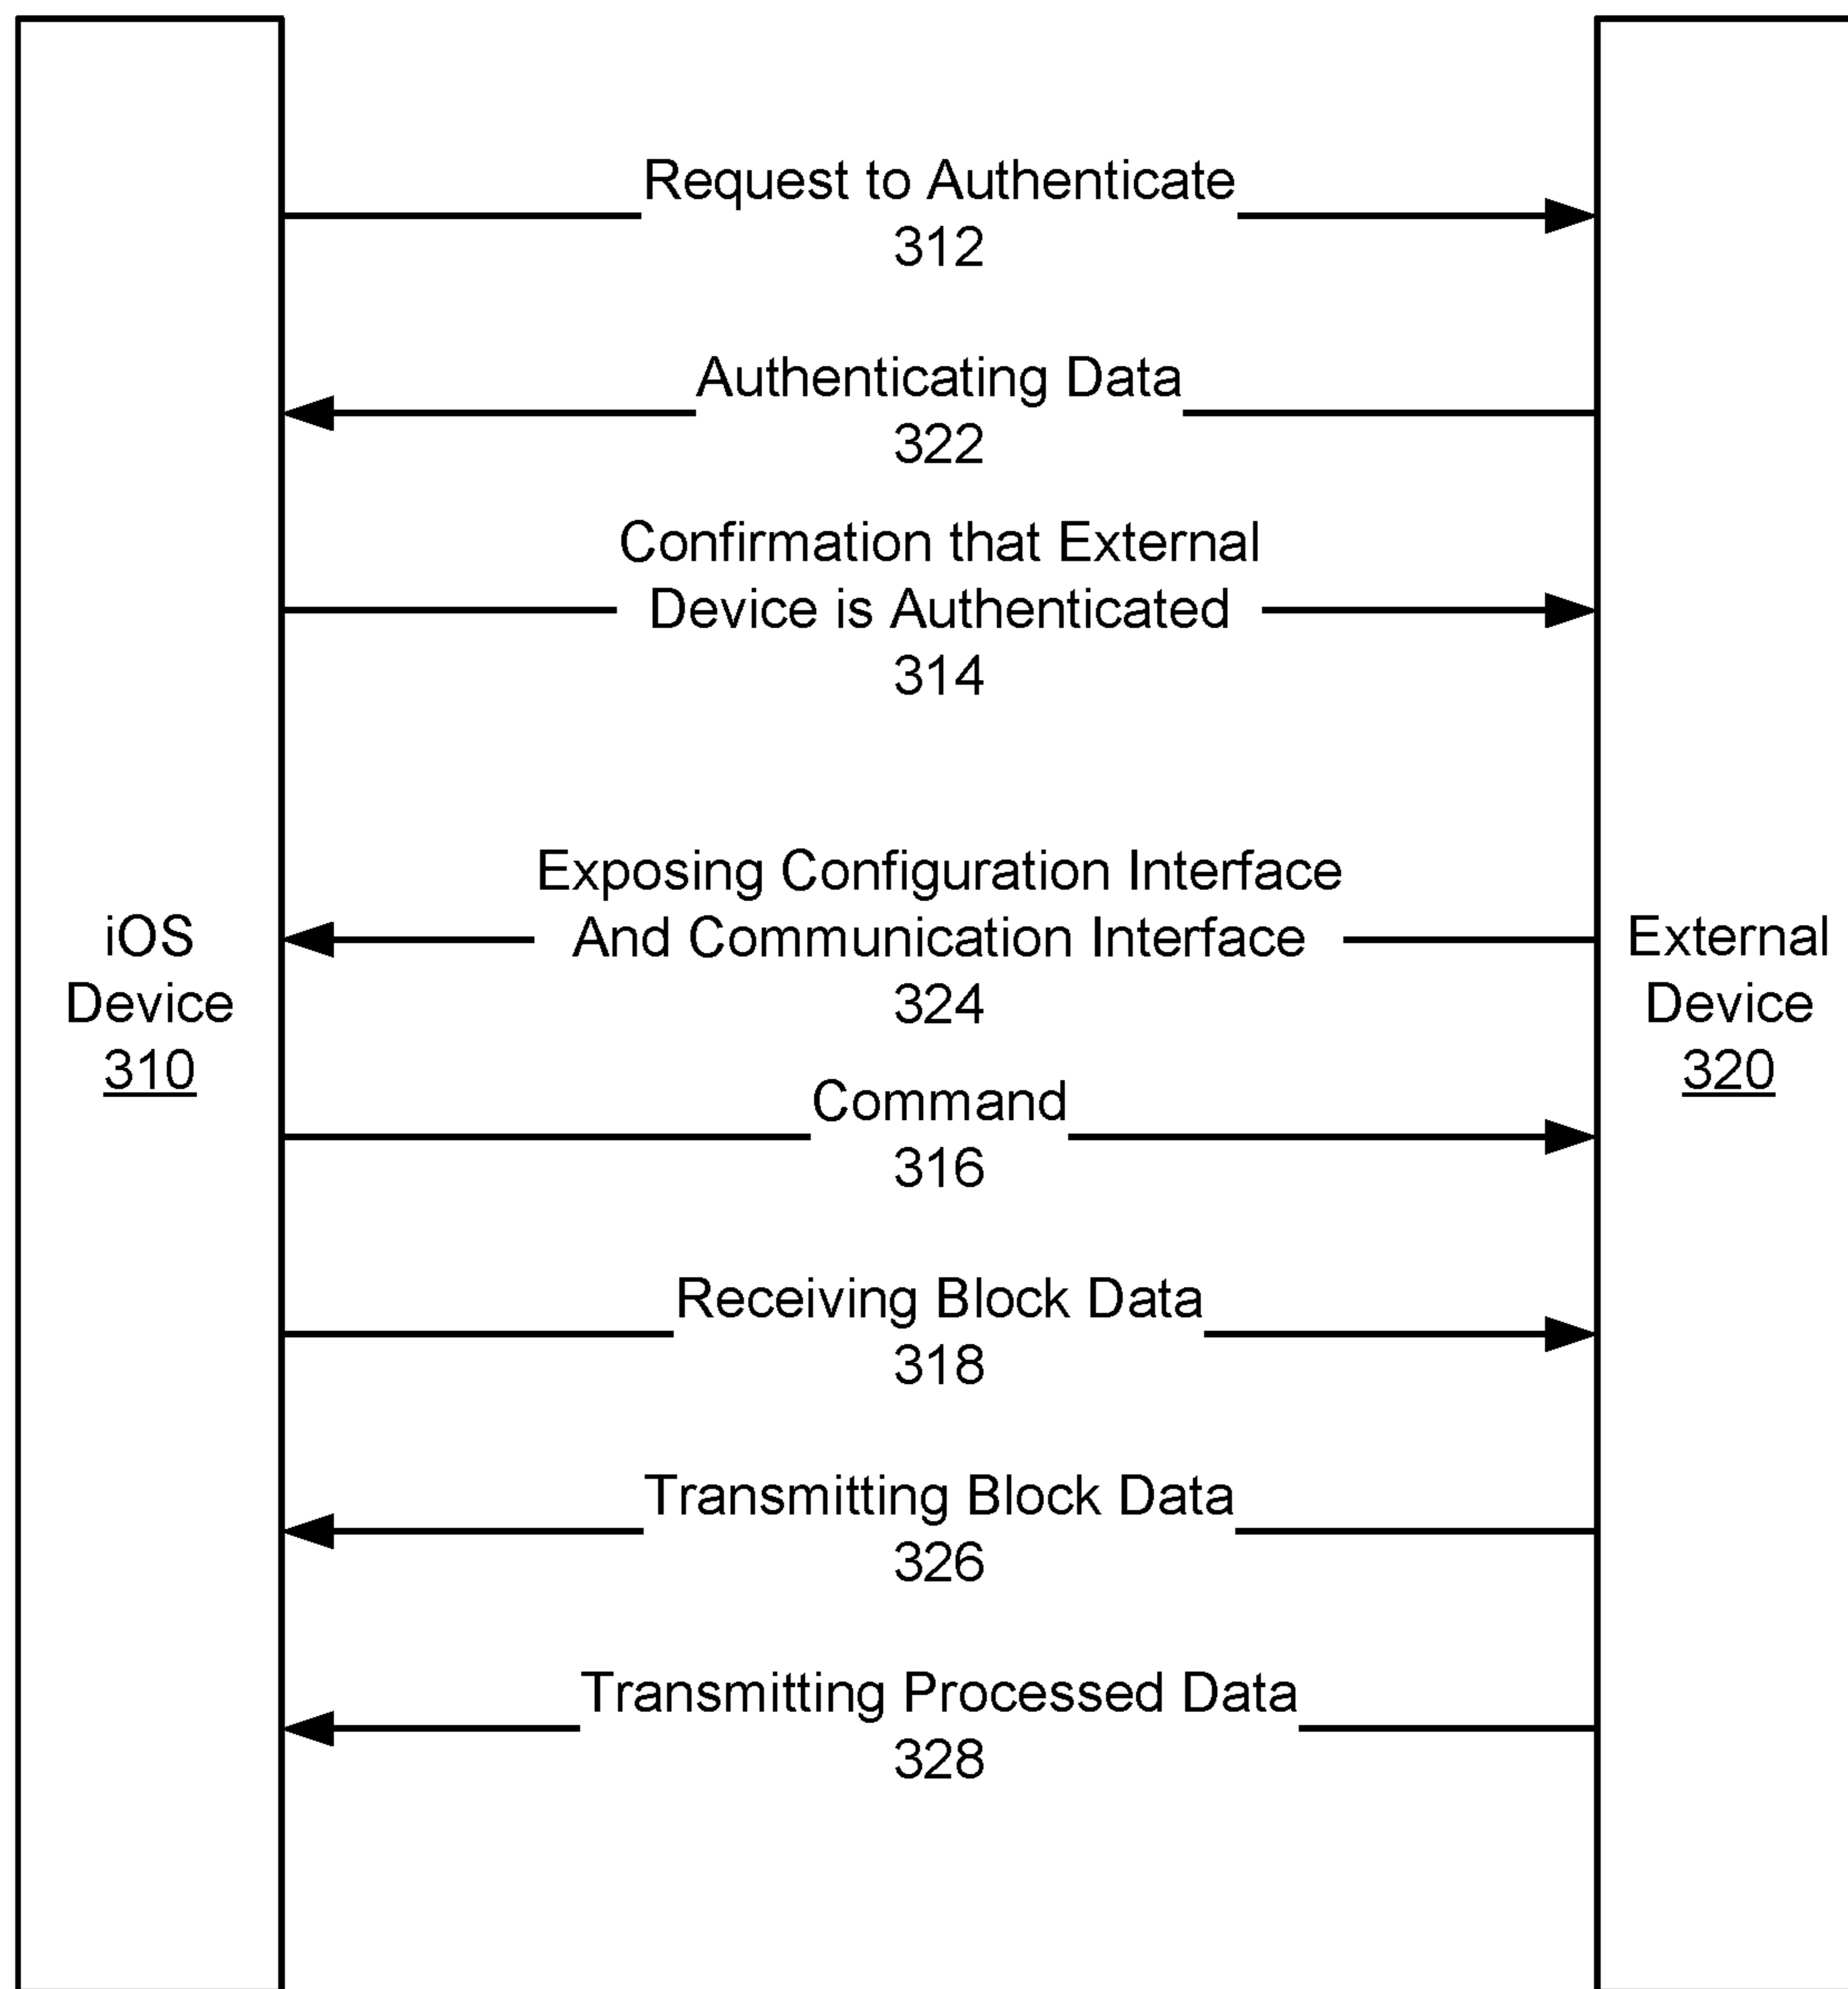 Request to Authenticate
312
Authenticating Data
322
Confirmation that External
Device is Authenticated
314
Exposing Configuration Interface
And Communication Interface
324
iOS
Device
310
External
Device
320
Command
316
Receiving Block Data
318
Transmitting Block Data
326
Transmitting Processed Data
328